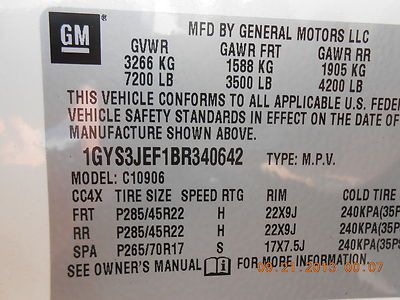 GM
MFD BY GENERAL MOTORS LLC
GVWR GAWR FRT GAWR RR
3266 KG 1588 KG 1905 KG
7200 LB 3500 LB 4200 LB
THIS VEHICLE CONFORMS TO ALL APPLICABLE U.S. FEDE
VEHICLE SAFETY STANDARDS IN EFFECT ON THE DATE O
SHOWN ABOVE.
1GYS3JEF1BR340642 TYPE: M.P.V.
MODEL: C10906
CC4X TIRE SIZE SPEED RTG RIM COLD TIRE
FRT P285/45R22 H 22X9J 240KPA(35P
RR P285/45R22 H 22X9J 240KPA(35P
SPA P265/70R17 S 17X7.5J 240KPA(35PS
SEE OWNER'S MANUAL FOR MORE INFORMATION.
09.21.2013 00:07